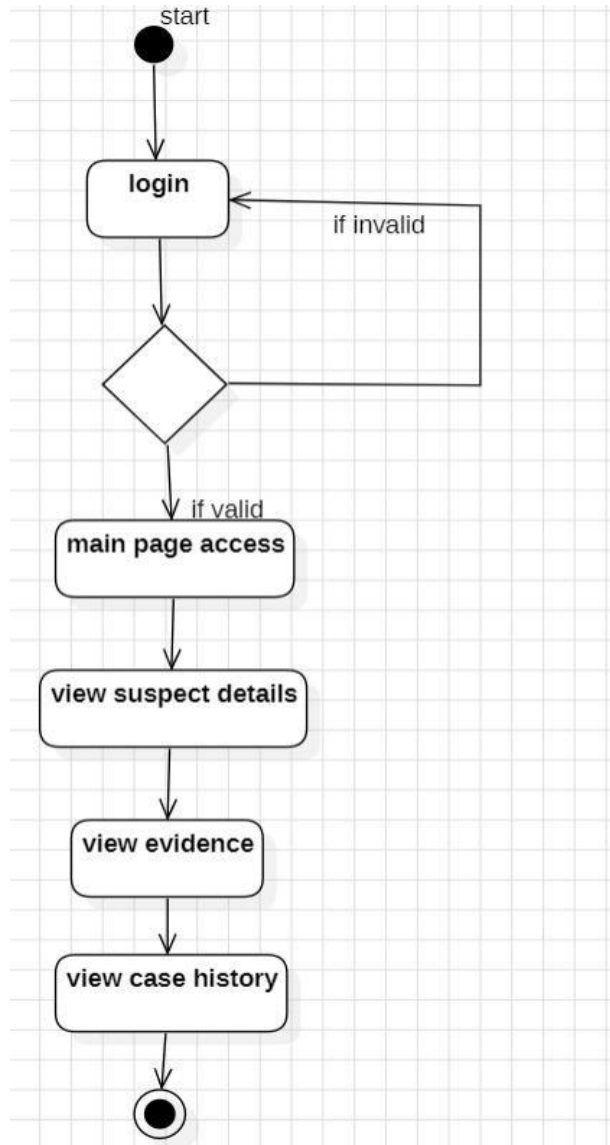 start
login
if invalid
if valid
main page access
view suspect details
view evidence
view case history